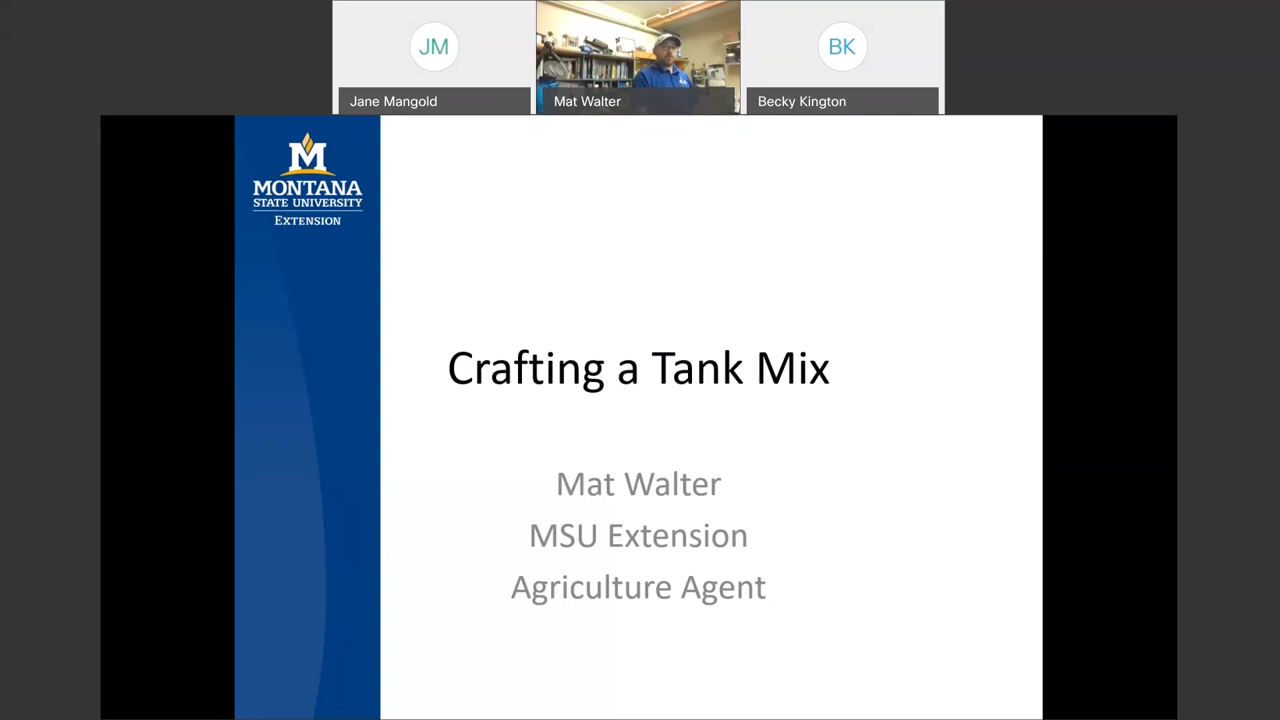 JM
BK
Jane Mangold
Mat Walter
Becky Kington
M
MONTANA
STATE UNIVERSITY
EXTENSION
Crafting a Tank Mix
Mat Walter
MSU Extension
Agriculture Agent